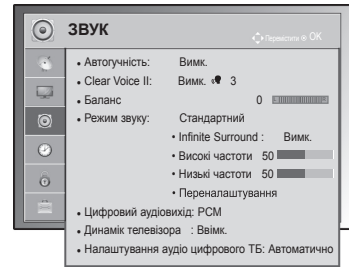 ЗВУК
Перемістити ОК
Автогучність: Вимк.
Clear Voice II: Вимк. 3
Баланс 0
Режим звуку: Стандартний
Infinite Surround : Вимк.
Високі частоти 50
Низькі частоти 50
Переналаштування
Цифровий аудіовихід: PCM
Динамік телевізора : Ввімк.
Налаштування аудіо цифрового ТБ: Автоматично